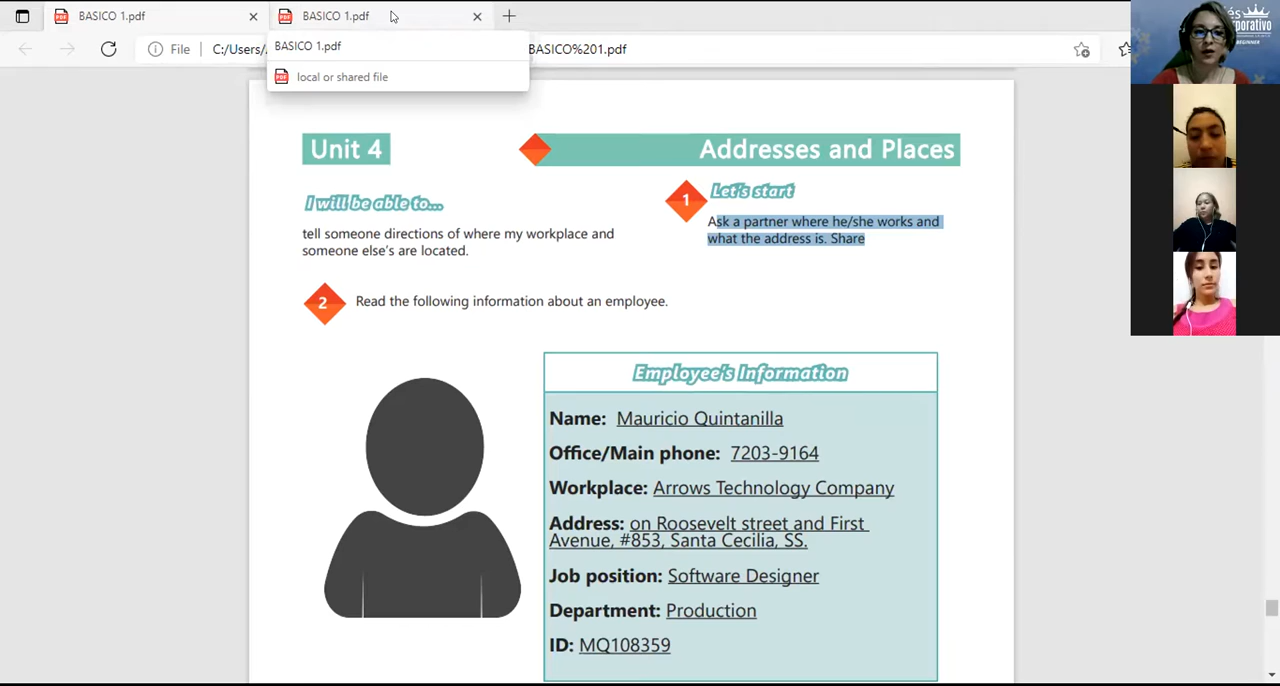 BASICO 1.pdf
BASICO 1.pdf
File
C:/Users/
BASICO%201.pdf
BASICO 1.pdf
local or shared file
PDF
Unit 4
Addresses and Places
I will be able to...
tell someone directions of where my workplace and
someone else's are located.
1
Let's start
Ask a partner where he/she works and
what the address is. Share
2
Read the following information about an employee.
Employee's Information
Name: Mauricio Quintanilla
Office/Main phone: 7203-9164
Workplace: Arrows Technology Company
Address: on Roosevelt street and First
Avenue, #853, Santa Cecilia, SS.
Job position: Software Designer
Department: Production
ID: MQ108359